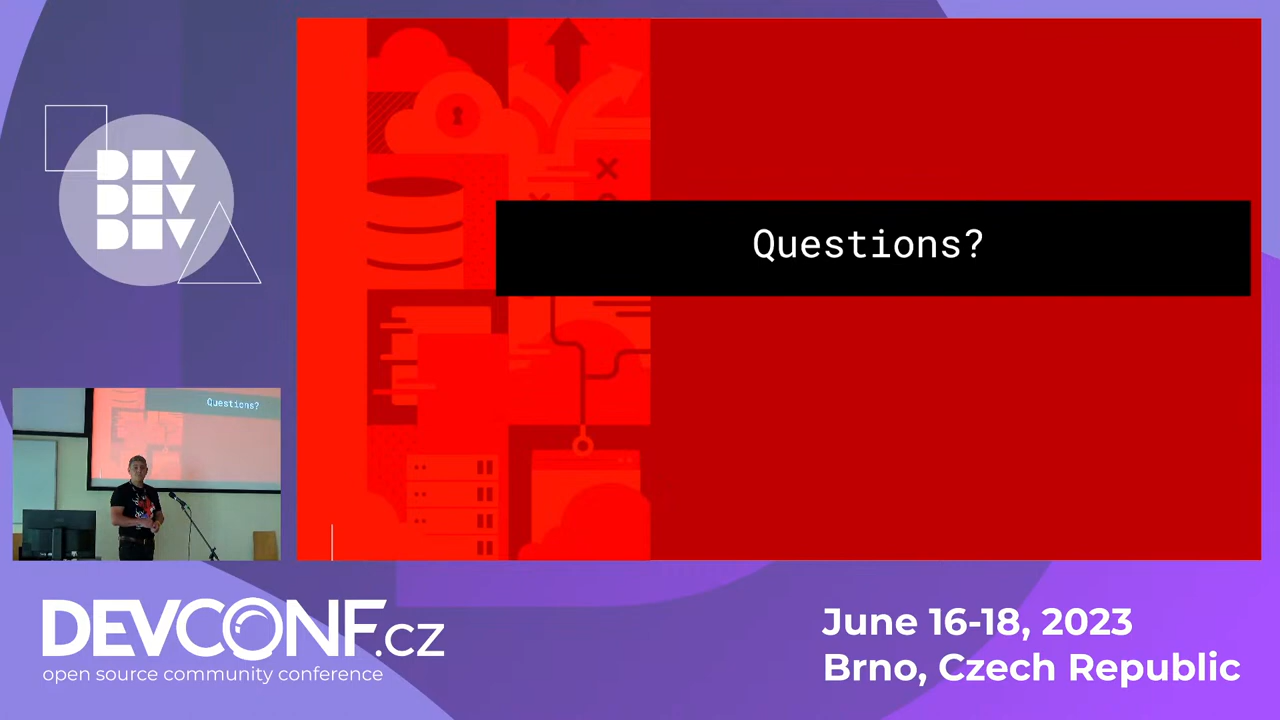 DEV
DEV
DEV
Questions?
Questions?
DEVCONF.cz
open source community conference
June 16-18, 2023
Brno, Czech Republic